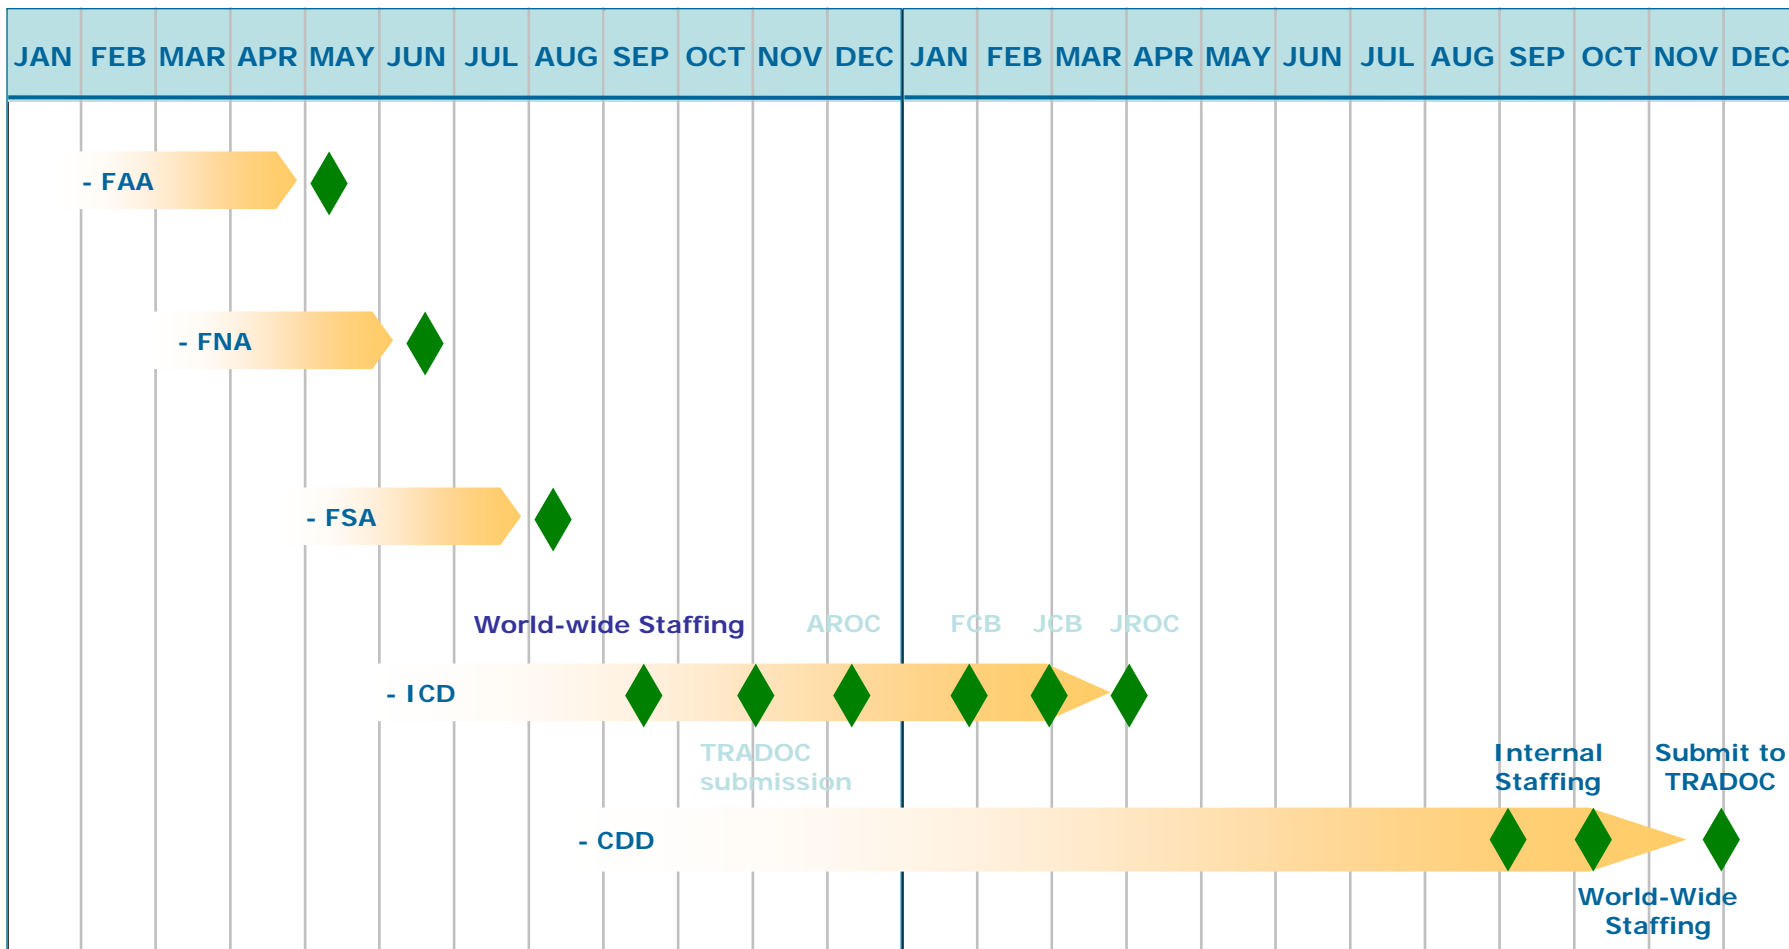 JAN FEB MAR APR MAY JUN JUL AUG SEP OCT NOV DEC JAN FEB MAR APR MAY JUN JUL AUG SEP OCT NOV DEC
- FAA
- FNA
- FSA
World-wide Staffing AROC FCB JCB JROC
- ICD
TRADOC
submission
Internal
Staffing
Submit to
TRADOC
- CDD
World-Wide
Staffing